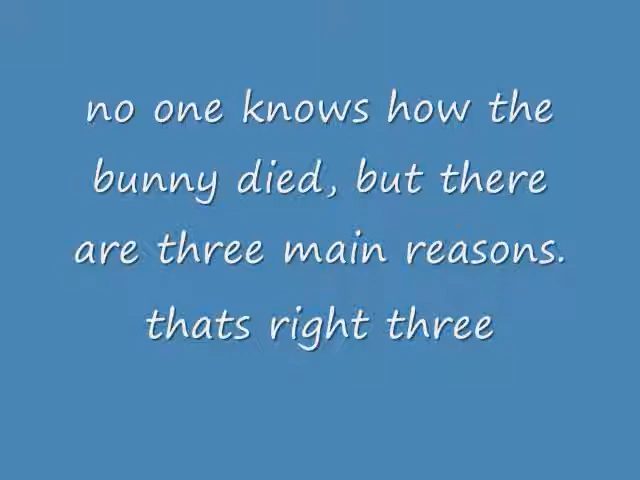 no one knows how the
bunny died, but there
are three main reasons.
thats right three